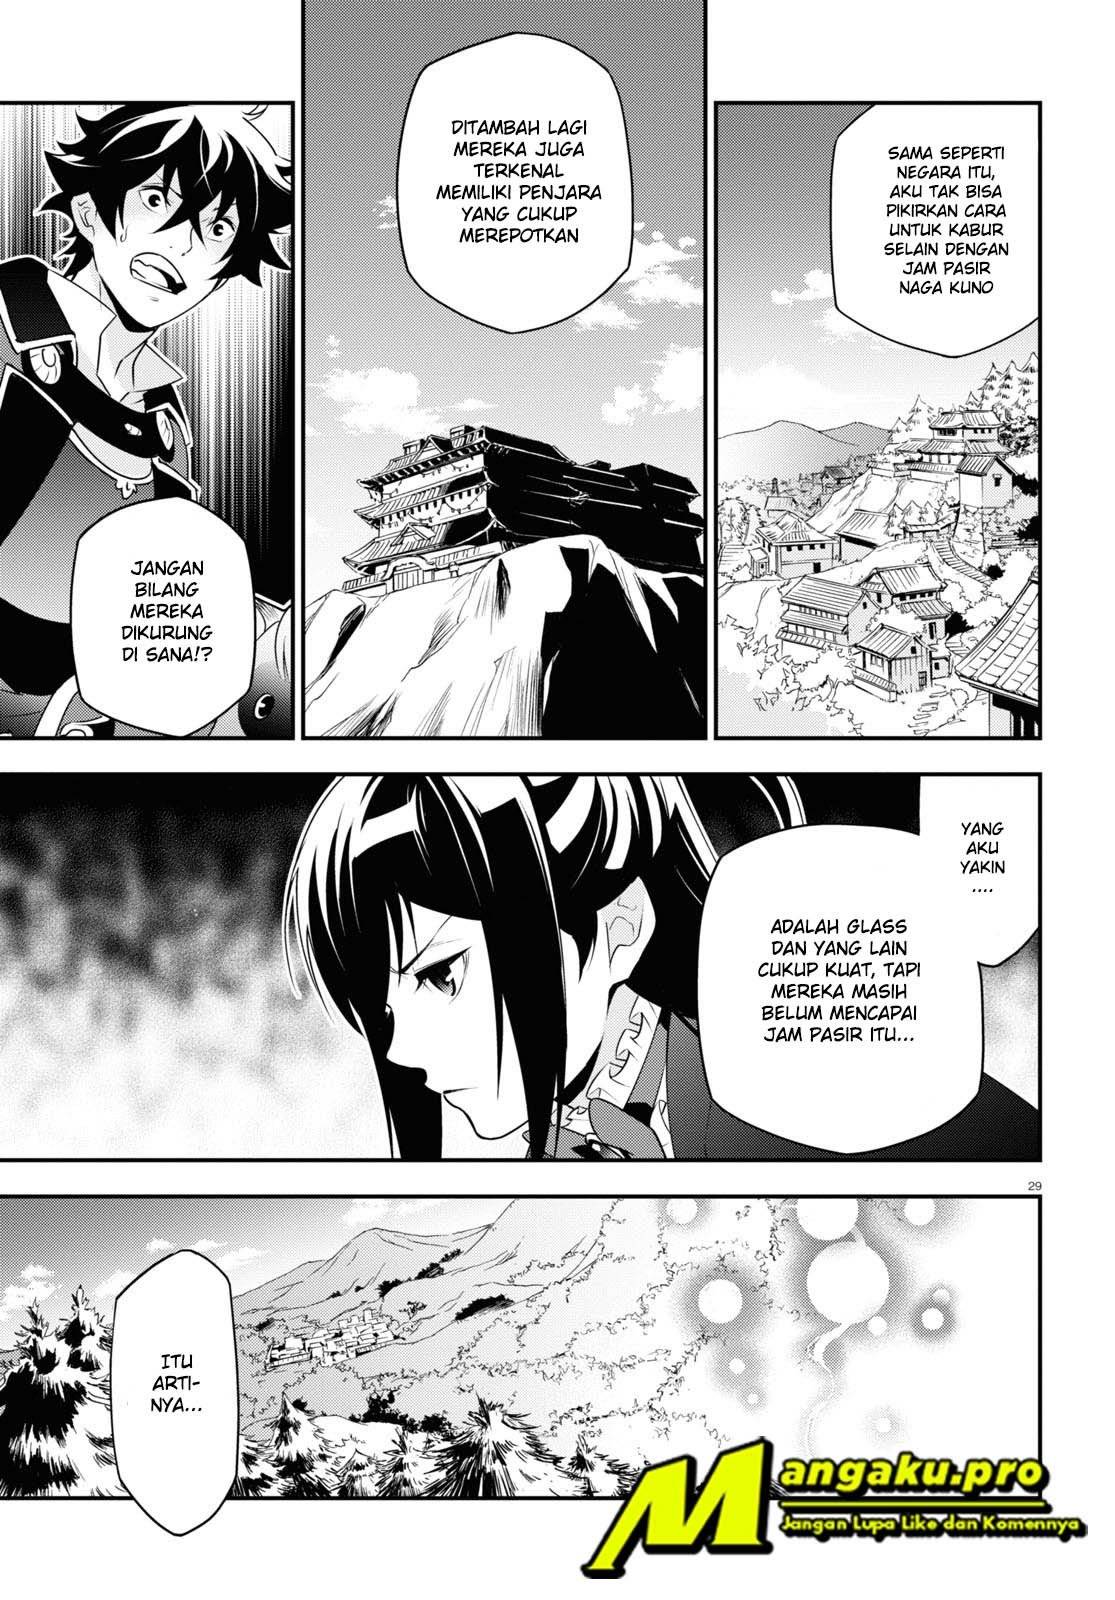 SAMA SEPERTI
NEGARA ITU,
AKU TAK BISA
PIKIRKAN CARA
UNTUK KABUR
SELAIN DENGAN
JAM PASIR
NAGA KUNO
DITAMBAH LAGI
MEREKA JUGA
TERKENAL
MEMILIKI PENJARA
YANG CUKUP
MEREPOTKAN
JANGAN
BILANG
MEREKA
DIKURUNG
DI SANA!?
YANG
AKU
YAKIN
....
ADALAH GLASS
DAN YANG LAIN
CUKUP KUAT, TAPI
MEREKA MASIH
BELUM MENCAPAI
JAM PASIR ITU...
29
ITU
ARTI-
NYA...
Mangaku.pro
Jangan Lupa Like dan Komennya